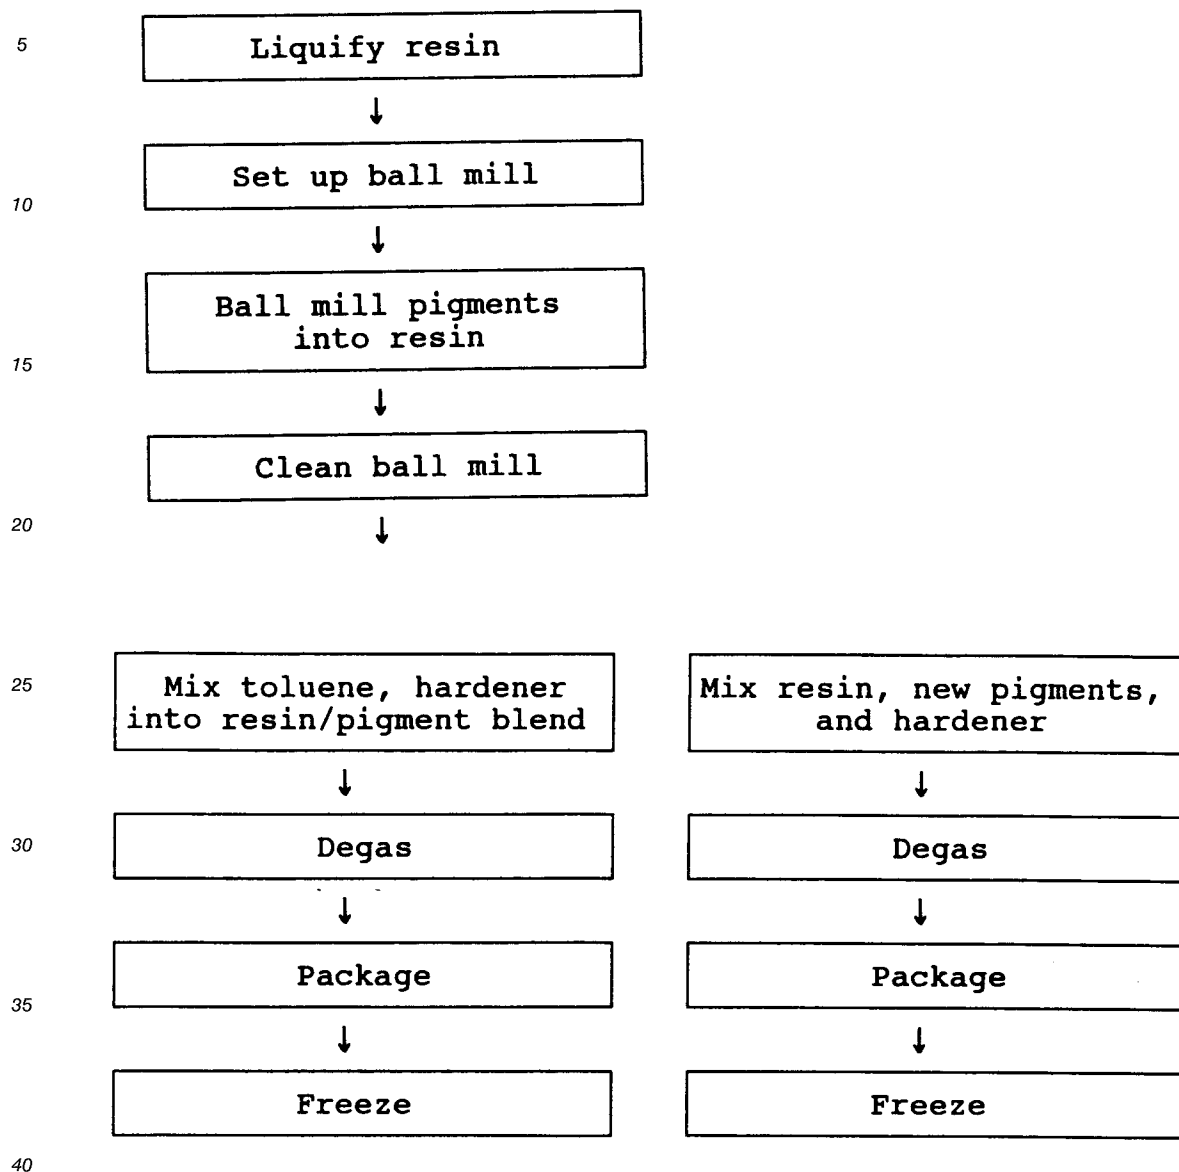 5
Liquify resin
↓
Set up ball mill
10
↓
Ball mill pigments
into resin
15
↓
Clean ball mill
20
↓
25
Mix toluene, hardener
into resin/pigment blend
↓
30
Degas
↓
Package
35
↓
Freeze
Mix resin, new pigments,
and hardener
↓
Degas
↓
Package
↓
Freeze
40